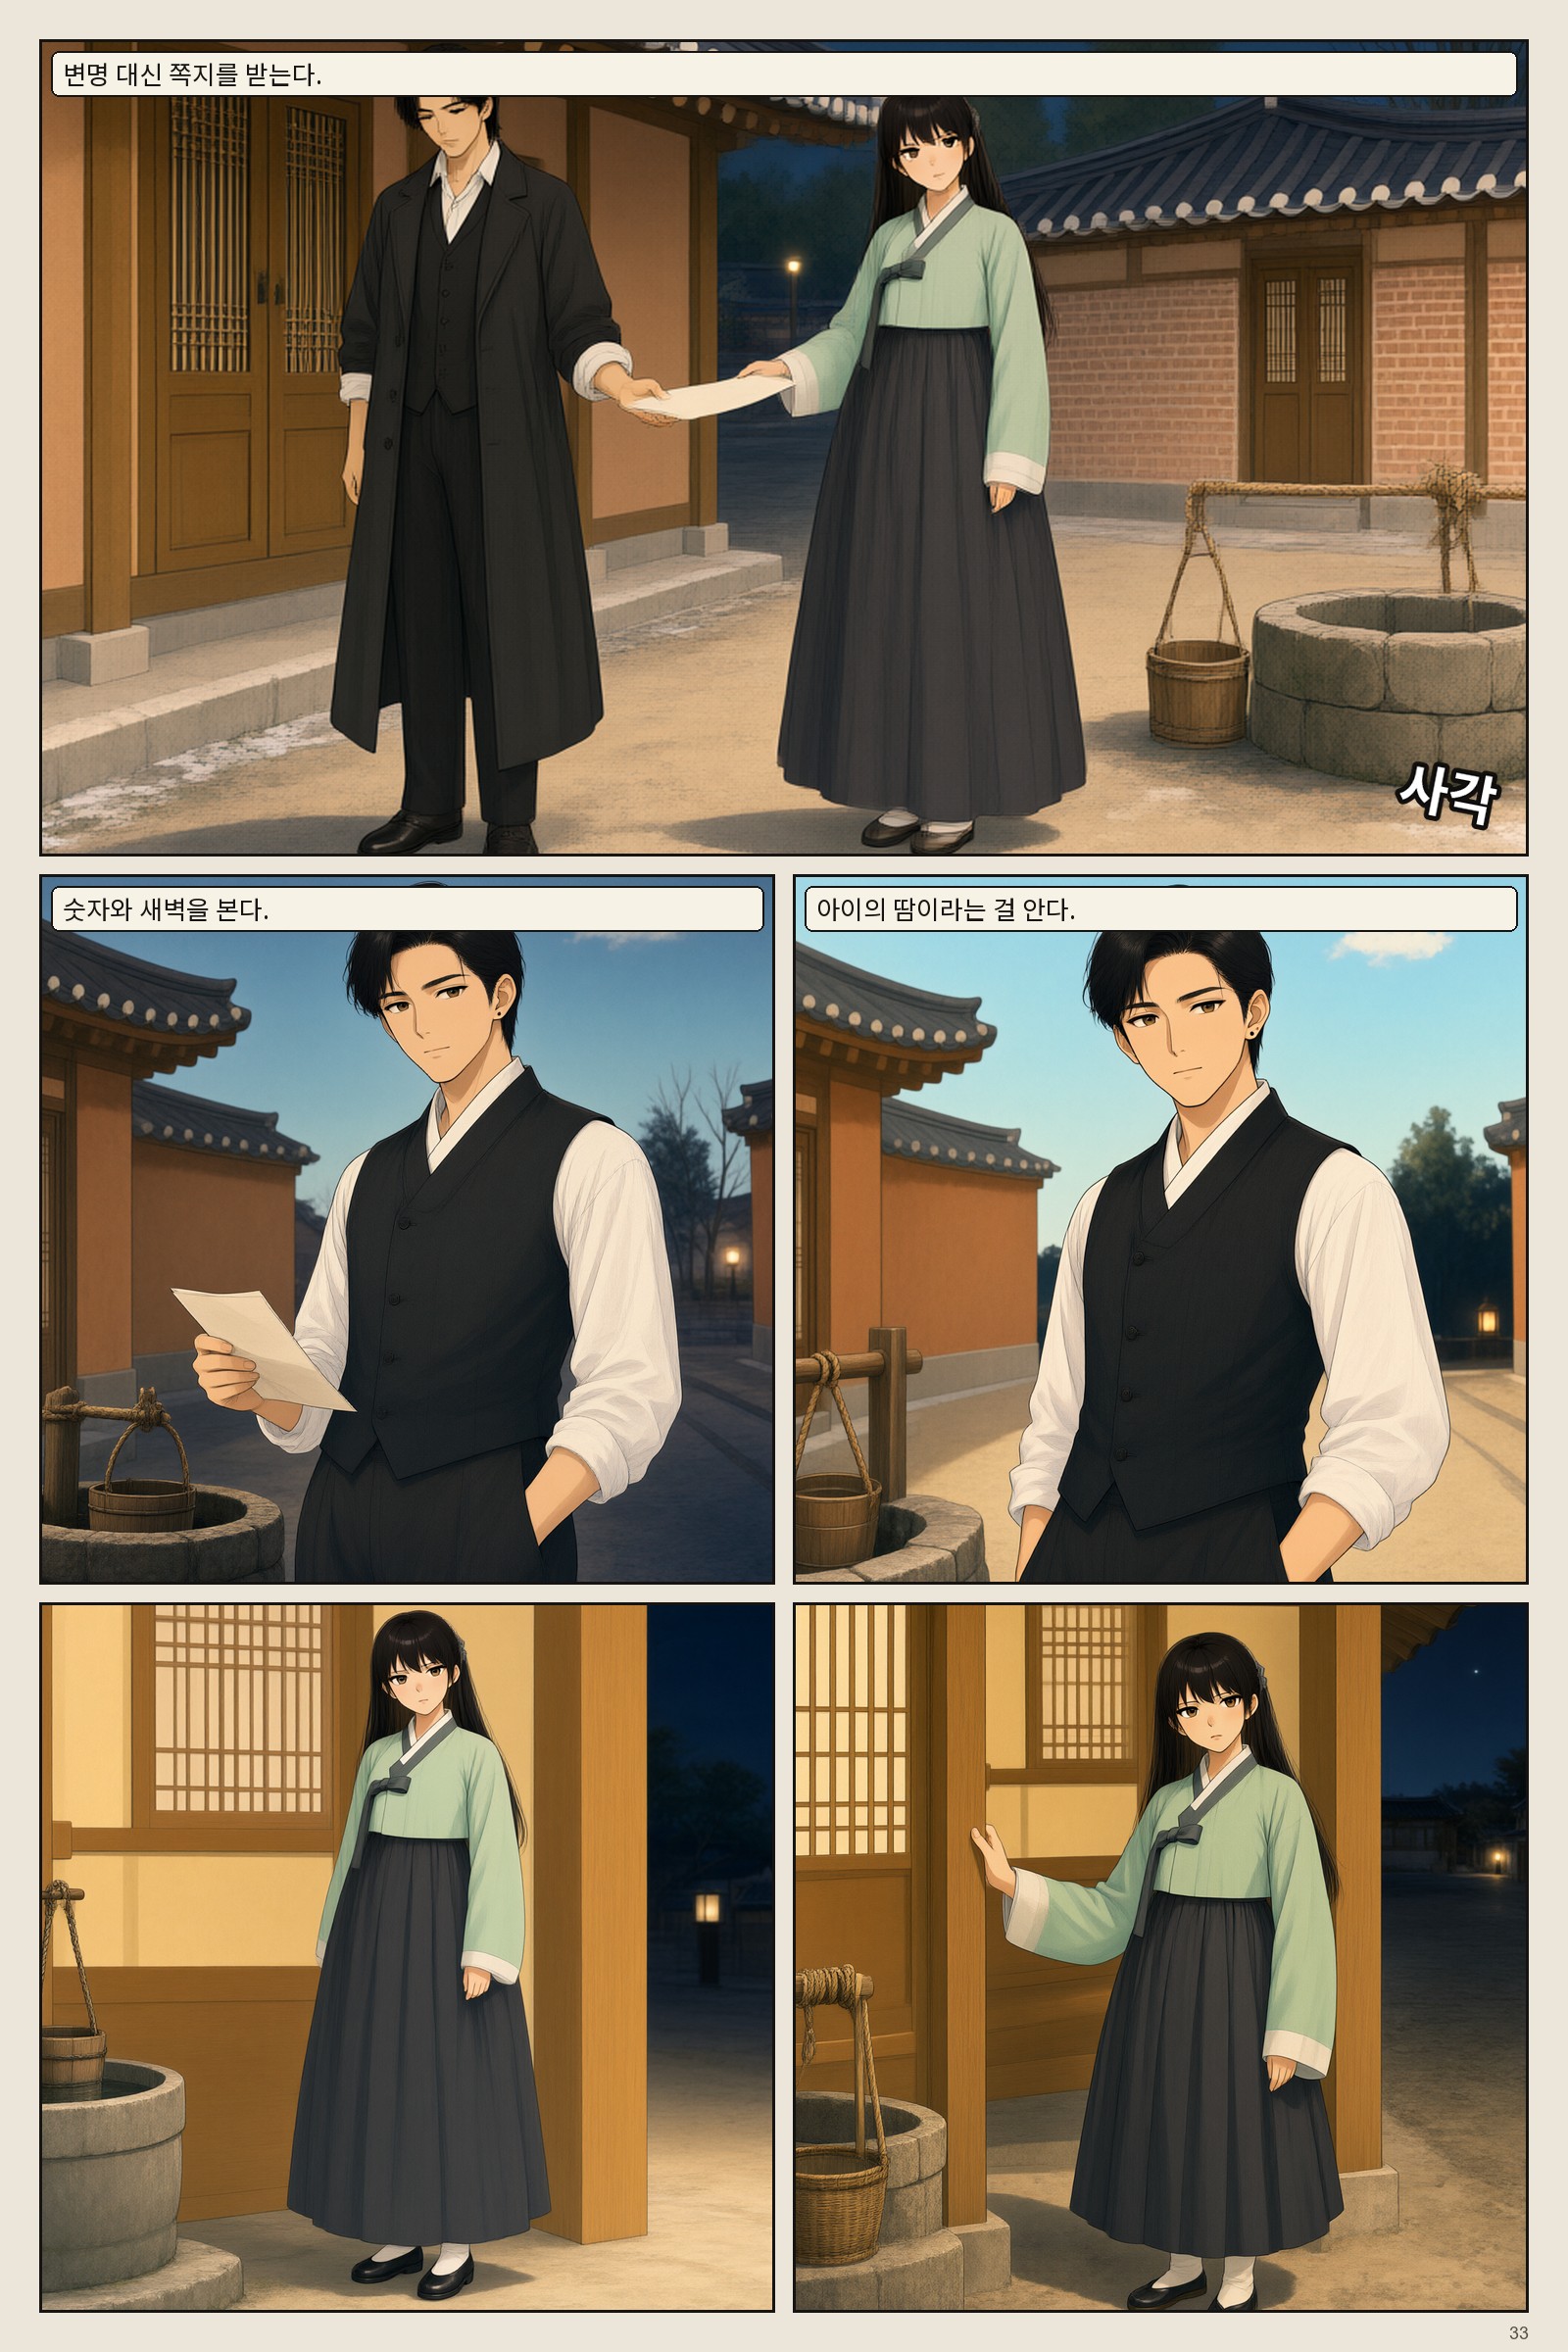 변명 대신 쪽지를 받는다.
사각
숫자와 새벽을 본다.
아이의 땀이라는 걸 안다.
33